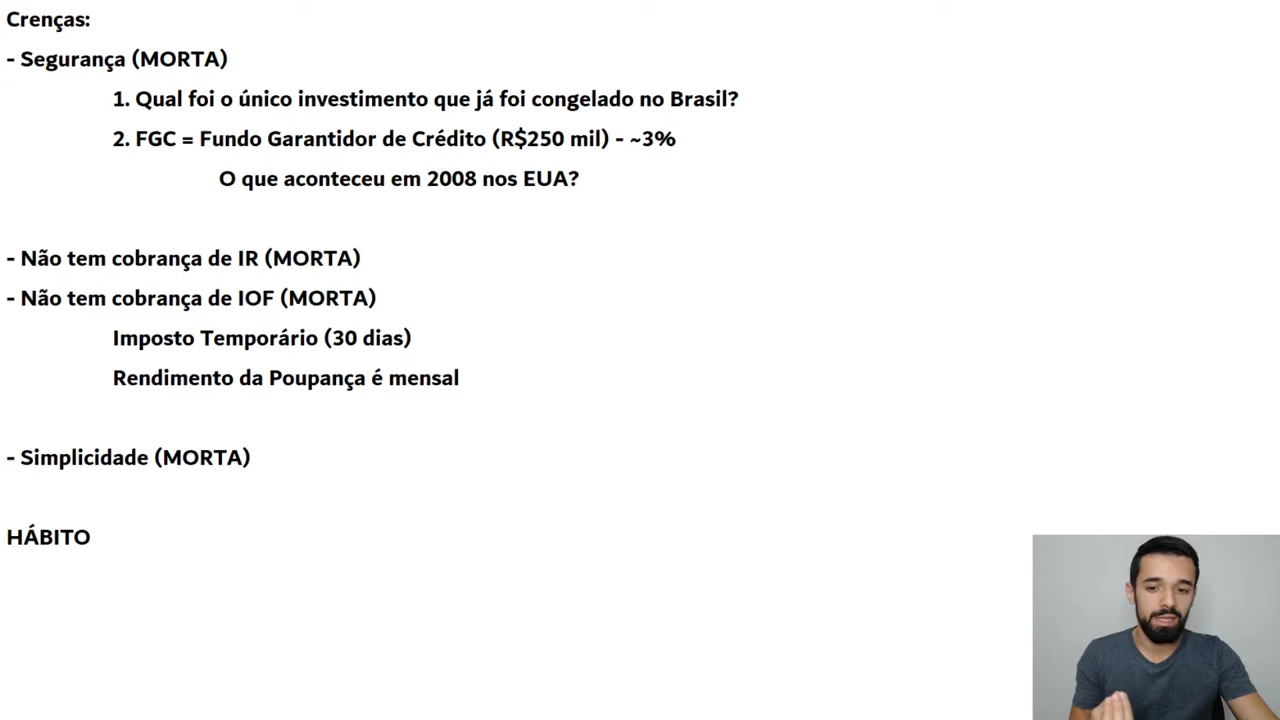 Crenças:
- Segurança (MORTA)
1. Qual foi o único investimento que já foi congelado no Brasil?
2. FGC = Fundo Garantidor de Crédito (R$250 mil) - ~3%
O que aconteceu em 2008 nos EUA?
- Não tem cobrança de IR (MORTA)
- Não tem cobrança de IOF (MORTA)
Imposto Temporário (30 dias)
Rendimento da Poupança é mensal
- Simplicidade (MORTA)
HÁBITO